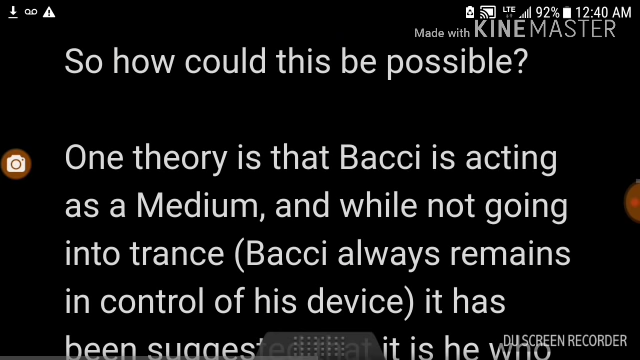 LTE 92% 12:40 AM
Made with KINEMASTER
So how could this be possible?
One theory is that Bacci is acting
as a Medium, and while not going
into trance (Bacci always remains
in control of his device) it has
been suggested that it is he who
DU SCREEN RECORDER